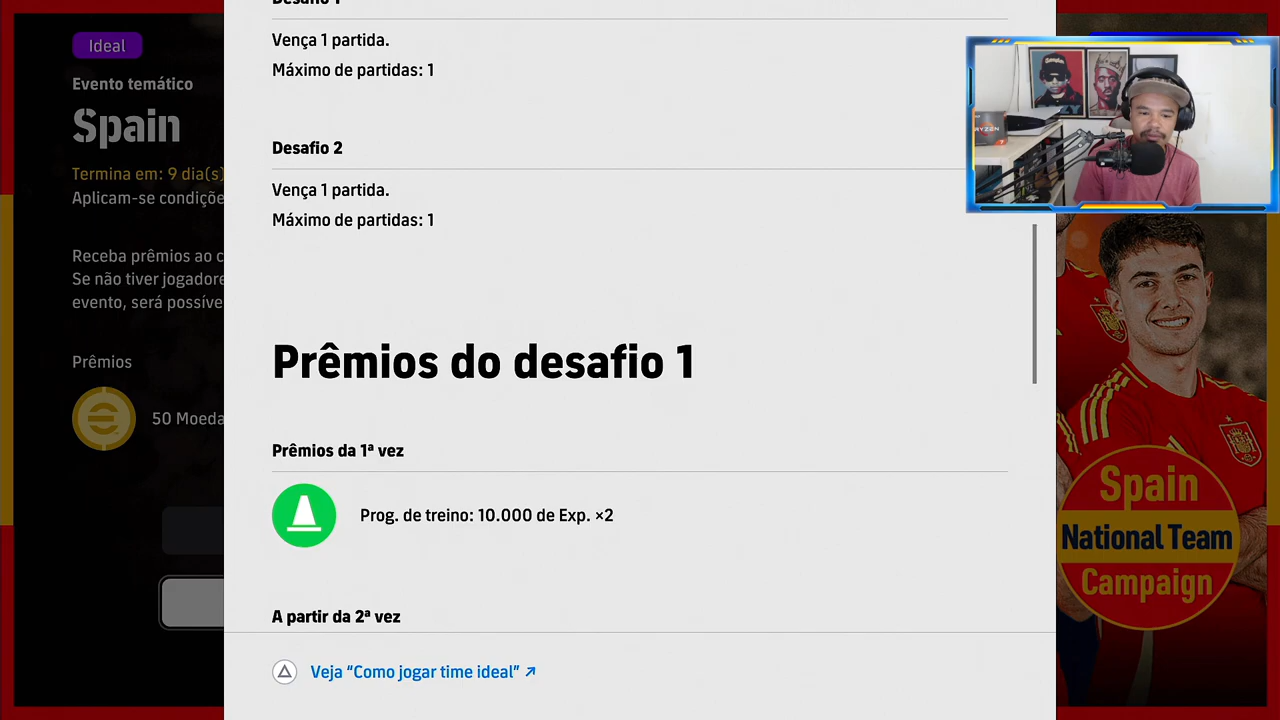 Desafio 1
Vença 1 partida.
Máximo de partidas: 1
Desafio 2
Vença 1 partida.
Máximo de partidas: 1
Prêmios do desafio 1
Prêmios da 1ª vez
Prog. de treino: 10.000 de Exp. ×2
A partir da 2ª vez
Veja "Como jogar time ideal" ↗
Ideal
Evento temático
Spain
Termina em: 9 dia(s)
Aplicam-se condiçõe
Receba prêmios ao c
Se não tiver jogadore
evento, será possíve
Prêmios
50 Moeda
RYZEN
7
Spain
National Team
Campaign